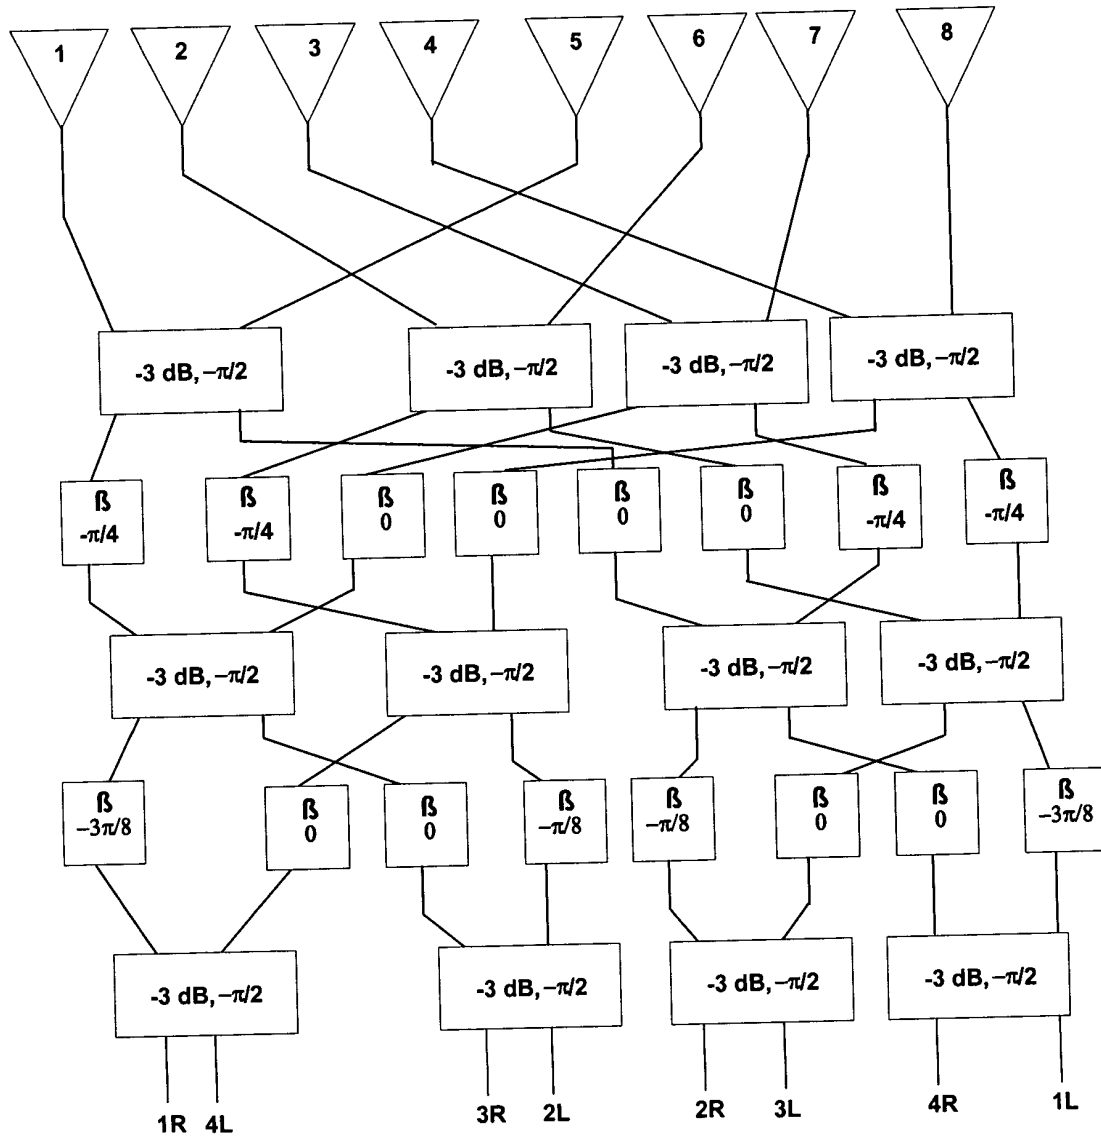 1 2 3 4 5 6 7 8
-3 dB, –π/2 -3 dB, –π/2 -3 dB, –π/2 -3 dB, –π/2
ß ß ß ß ß ß ß ß
-π/4 -π/4 0 0 0 0 -π/4 -π/4
-3 dB, –π/2 -3 dB, –π/2 -3 dB, –π/2 -3 dB, –π/2
ß ß ß ß ß ß ß ß
–3π/8 0 0 –π/8 –π/8 0 0 –3π/8
-3 dB, –π/2 -3 dB, –π/2 -3 dB, –π/2 -3 dB, –π/2
1R 4L 3R 2L 2R 3L 4R 1L